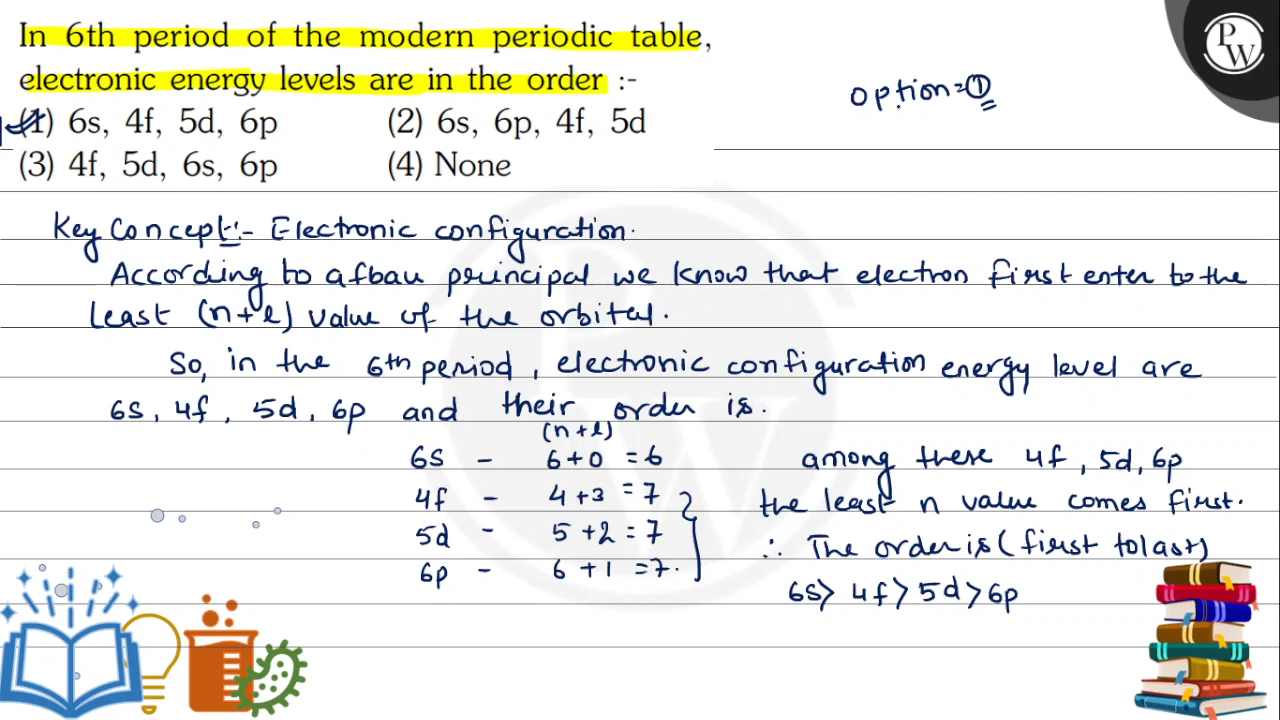 In 6th period of the modern periodic table,
electronic energy levels are in the order :-
(1) 6s, 4f, 5d, 6p (2) 6s, 6p, 4f, 5d
(3) 4f, 5d, 6s, 6p (4) None
option=①
PW
Key Concept:- Electronic configuration.
According to afbau principal we know that electron first enter to the
least (n+l) value of the orbital.
So, in the 6th period, electronic configuration energy level are
6s, 4f, 5d, 6p and their order is.
(n+l)
6s - 6+0 = 6
4f - 4+3 = 7
5d - 5+2 = 7
6p - 6+1 =7.
among these 4f, 5d, 6p
the least n value comes first.
∴ The order is (first to last)
6s> 4f> 5d> 6p